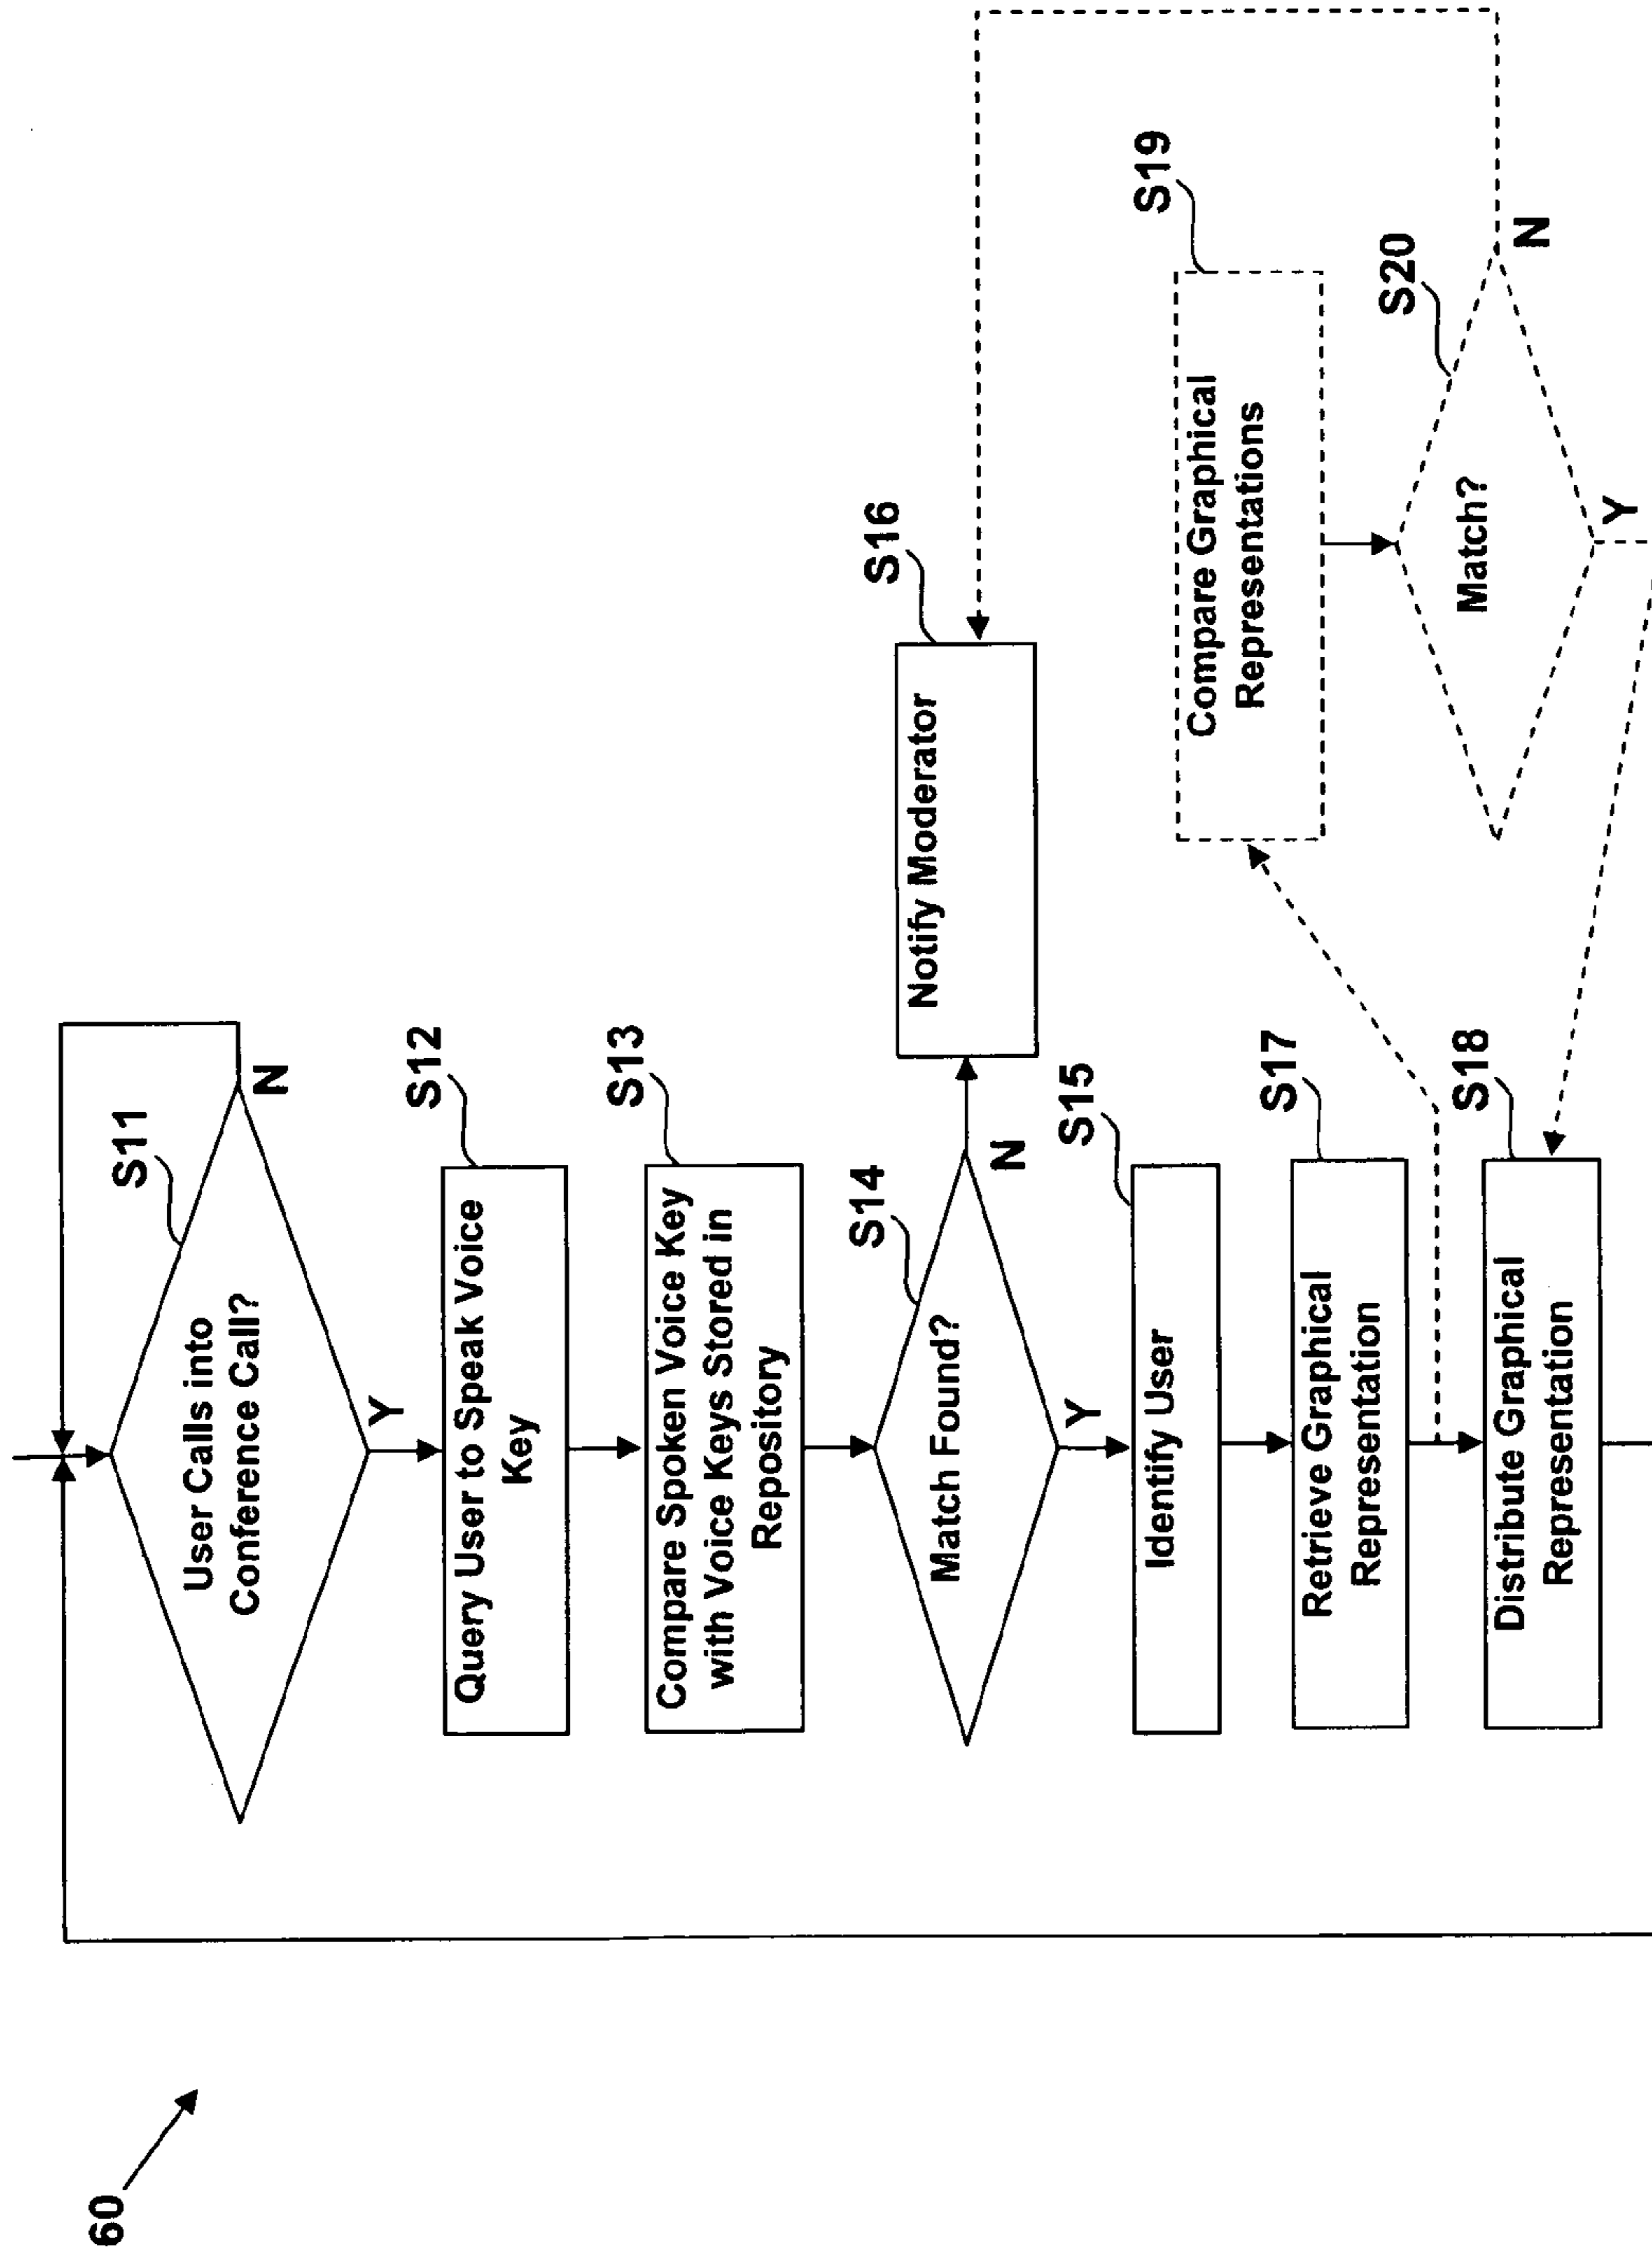 60
S11
User Calls into
Conference Call?
N
Y
S12
Query User to Speak Voice
Key
S13
Compare Spoken Voice Key
with Voice Keys Stored in
Repository
S14
Match Found?
N
Y
S16
Notify Moderator
S15
Identify User
S17
Retrieve Graphical
Representation
S18
Distribute Graphical
Representation
S19
Compare Graphical
Representations
S20
Match?
N
Y